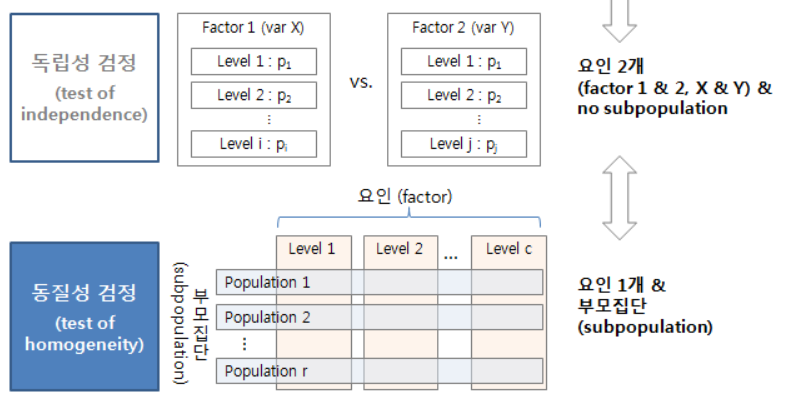 독립성 검정
(test of
independence)
Factor 1 (var X)
Level 1 : p1
Level 2 : p2
⋮
Level i : pi
vs.
Factor 2 (var Y)
Level 1 : p1
Level 2 : p2
⋮
Level j : pj
요인 2개
(factor 1 & 2, X & Y) &
no subpopulation
동질성 검정
(test of
homogeneity)
요인 (factor)
부모집단
(subpopulation)
Level 1
Level 2
...
Level c
Population 1
Population 2
⋮
Population r
요인 1개 &
부모집단
(subpopulation)